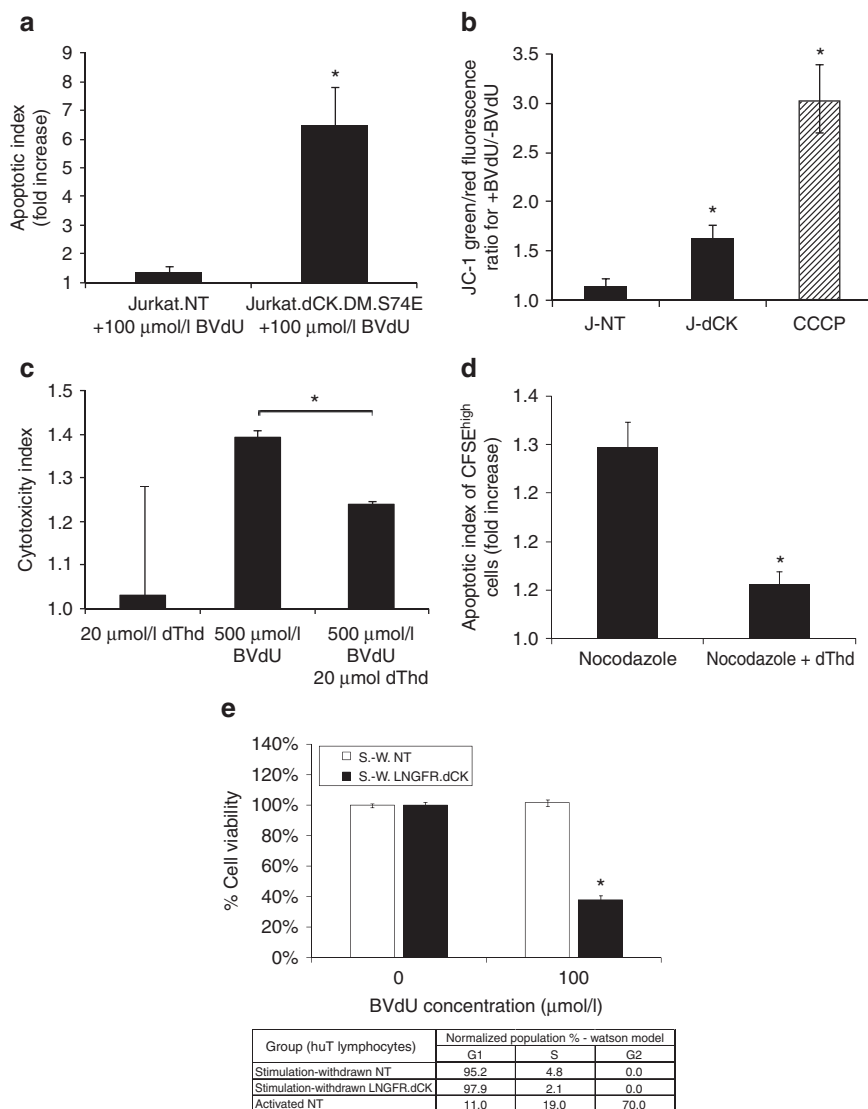 a
Apoptotic index
(fold increase)
9
8
7
6
5
4
3
2
1
*
Jurkat.NT
+100 μmol/l BVdU
Jurkat.dCK.DM.S74E
+100 μmol/l BVdU
b
JC-1 green/red fluorescence
ratio for +BVdU/-BVdU
3.5
3.0
2.5
2.0
1.5
1.0
*
*
J-NT
J-dCK
CCCP
c
Cytotoxicity index
1.5
1.4
1.3
1.2
1.1
1.0
*
20 μmol/l dThd
500 μmol/l
BVdU
500 μmol/l
BVdU
20 μmol dThd
d
Apoptotic index of CFSEhigh
cells (fold increase)
1.4
1.3
1.2
1.2
1.0
*
Nocodazole
Nocodazole + dThd
e
% Cell viability
140%
120%
100%
80%
60%
40%
20%
0%
S.-W. NT
S.-W. LNGFR.dCK
*
0
100
BVdU concentration (μmol/l)
Group (huT lymphocytes)
Normalized population % - watson model
G1 S G2
Stimulation-withdrawn NT 95.2 4.8 0.0
Stimulation-withdrawn LNGFR.dCK 97.9 2.1 0.0
Activated NT 11.0 19.0 70.0